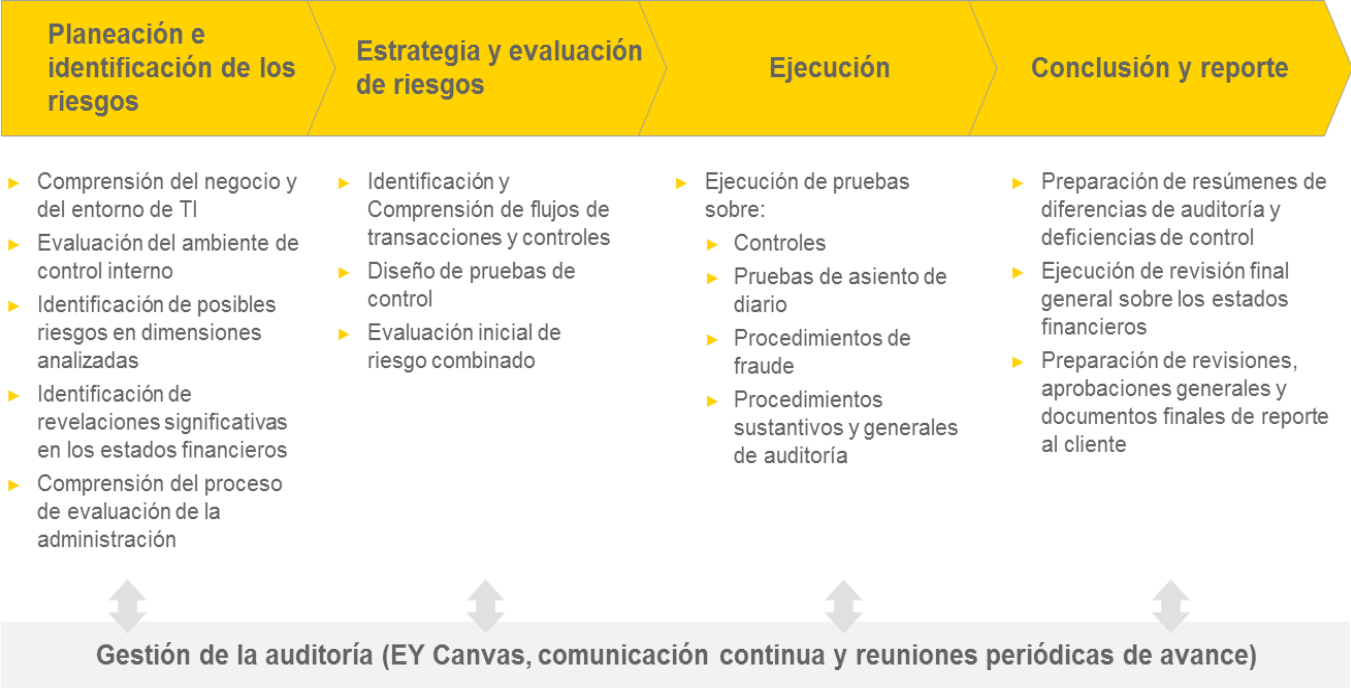 Planeación e
identificación de los
riesgos
Estrategia y evaluación
de riesgos
Ejecución
Conclusión y reporte
► Comprensión del negocio y
del entorno de TI
► Evaluación del ambiente de
control interno
► Identificación de posibles
riesgos en dimensiones
analizadas
► Identificación de
revelaciones significativas
en los estados financieros
► Comprensión del proceso
de evaluación de la
administración
► Identificación y
Comprensión de flujos de
transacciones y controles
► Diseño de pruebas de
control
► Evaluación inicial de
riesgo combinado
► Ejecución de pruebas
sobre:
► Controles
► Pruebas de asiento de
diario
► Procedimientos de
fraude
► Procedimientos
sustantivos y generales
de auditoría
► Preparación de resúmenes de
diferencias de auditoría y
deficiencias de control
► Ejecución de revisión final
general sobre los estados
financieros
► Preparación de revisiones,
aprobaciones generales y
documentos finales de reporte
al cliente
Gestión de la auditoría (EY Canvas, comunicación continua y reuniones periódicas de avance)